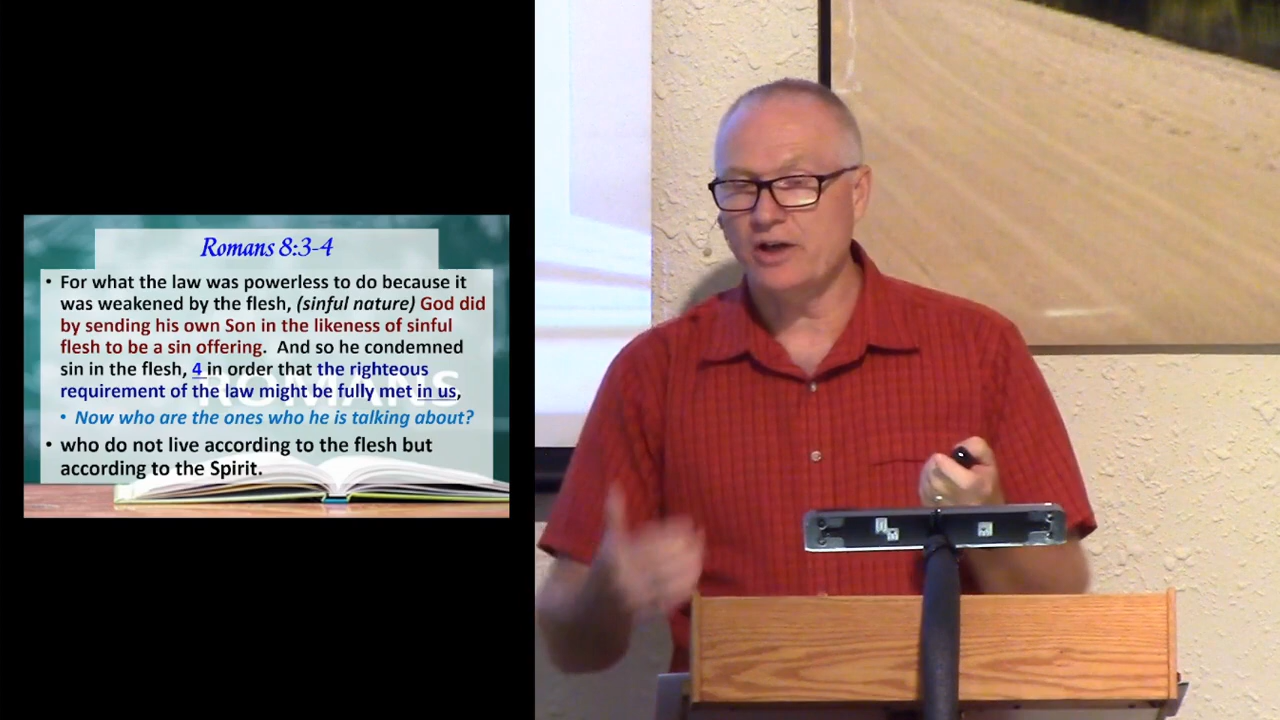 Romans 8:3-4
• For what the law was powerless to do because it
was weakened by the flesh, (sinful nature) God did
by sending his own Son in the likeness of sinful
flesh to be a sin offering.  And so he condemned
sin in the flesh, 4 in order that the righteous
requirement of the law might be fully met in us,
• Now who are the ones who he is talking about?
• who do not live according to the flesh but
according to the Spirit.
ROMANS